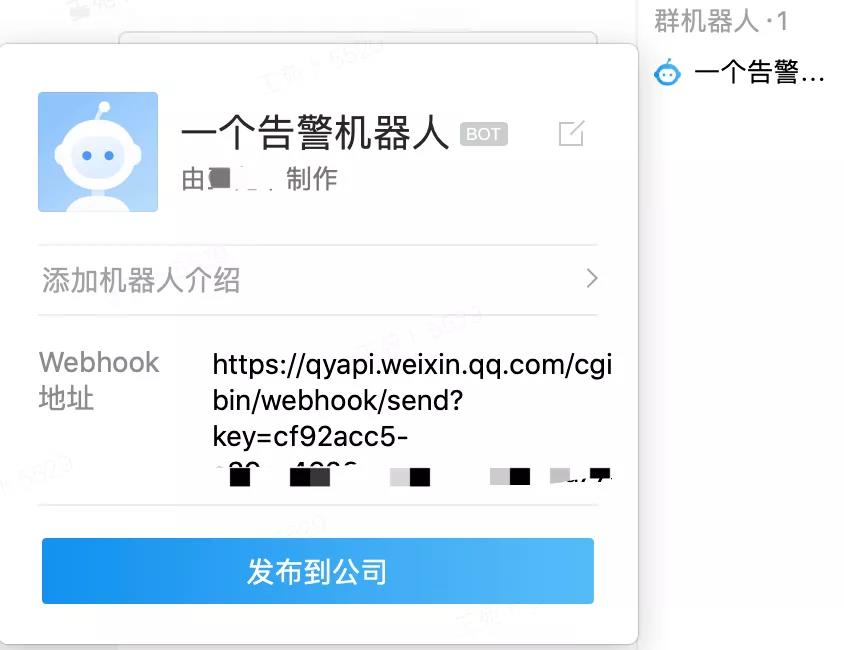 群机器人·1
一个告警...
一个告警机器人 BOT
由 制作
添加机器人介绍
Webhook 地址
https://qyapi.weixin.qq.com/cgi
bin/webhook/send?
key=cf92acc5-
发布到公司